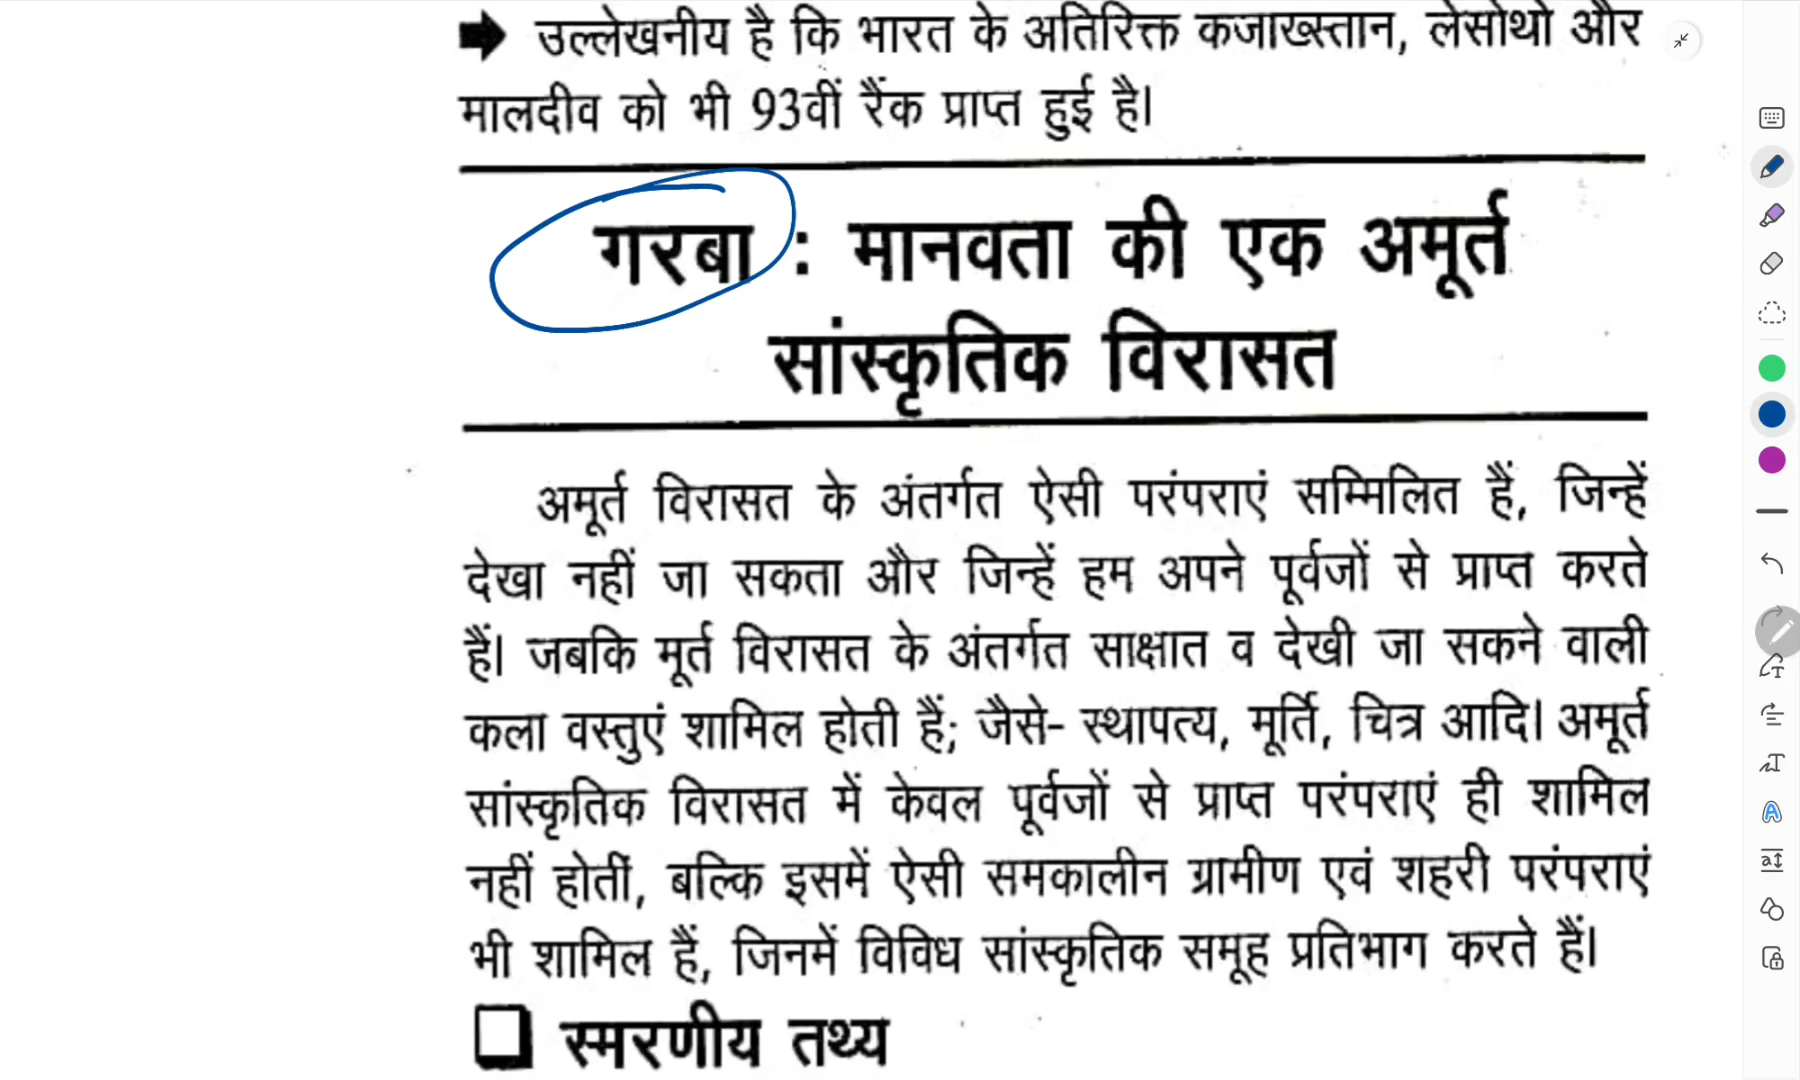 ➡ उल्लेखनीय है कि भारत के अतिरिक्त कजाख्स्तान, लेसोथो और
मालदीव को भी 93वीं रैंक प्राप्त हुई है।
गरबा : मानवता की एक अमूर्त
सांस्कृतिक विरासत
अमूर्त विरासत के अंतर्गत ऐसी परंपराएं सम्मिलित हैं, जिन्हें
देखा नहीं जा सकता और जिन्हें हम अपने पूर्वजों से प्राप्त करते
हैं। जबकि मूर्त विरासत के अंतर्गत साक्षात व देखी जा सकने वाली
कला वस्तुएं शामिल होती हैं; जैसे- स्थापत्य, मूर्ति, चित्र आदि। अमूर्त
सांस्कृतिक विरासत में केवल पूर्वजों से प्राप्त परंपराएं ही शामिल
नहीं होतीं, बल्कि इसमें ऐसी समकालीन ग्रामीण एवं शहरी परंपराएं
भी शामिल हैं, जिनमें विविध सांस्कृतिक समूह प्रतिभाग करते हैं।
❑ स्मरणीय तथ्य